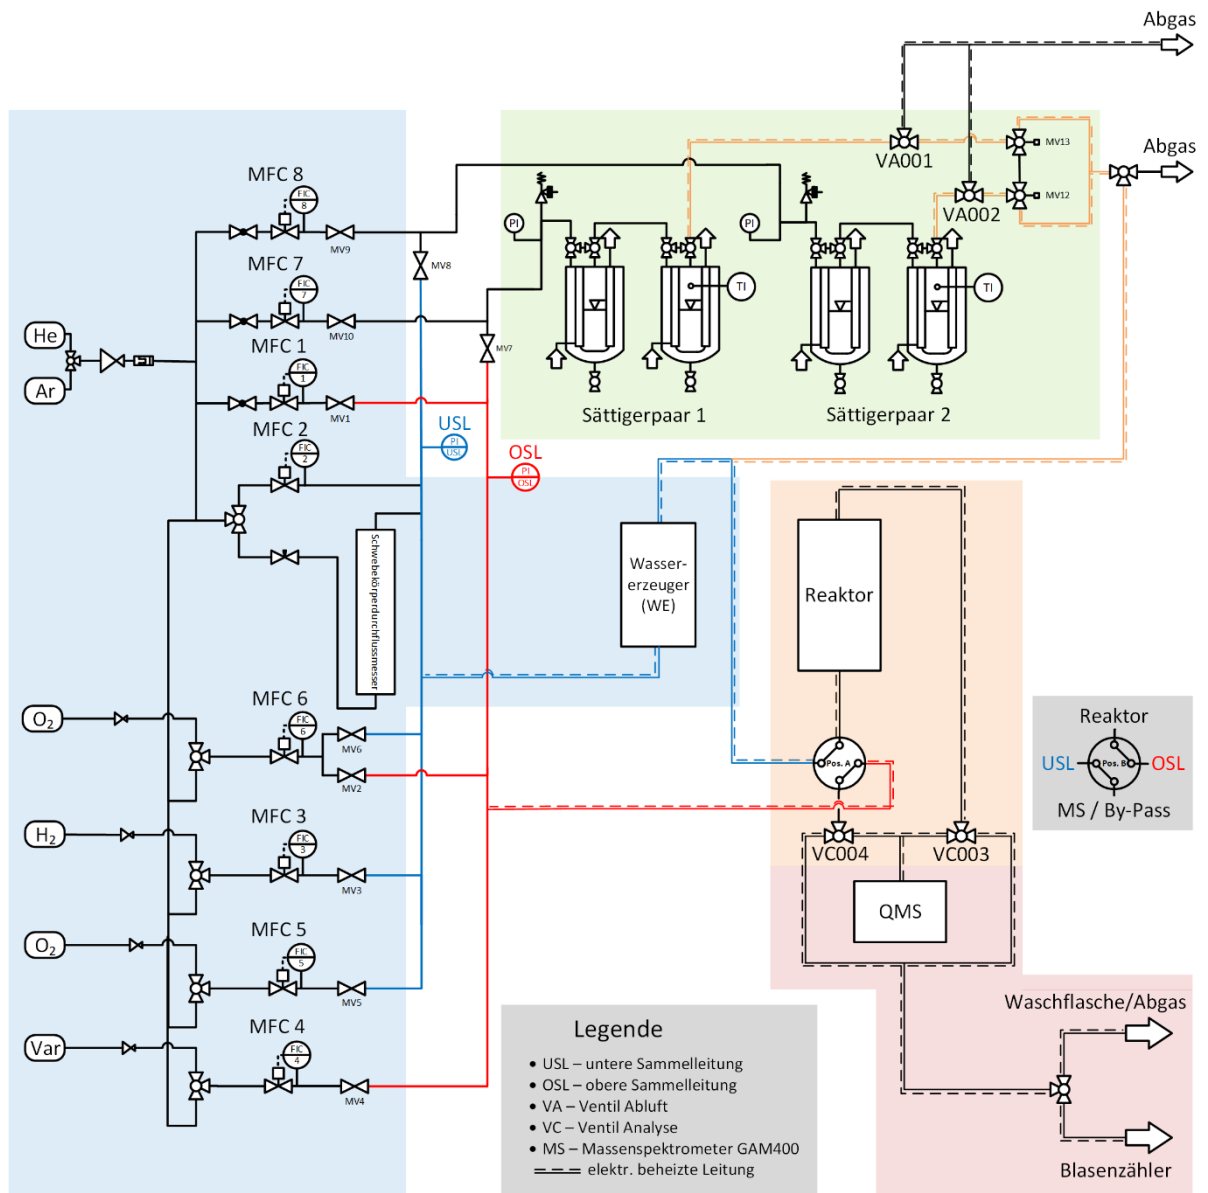 Abgas
Abgas
VA001
MV13
VA002
MV12
MFC 8
FIC
8
MV9
MV8
PI
PI
MFC 7
FIC
7
MV10
MV7
TI
TI
He
Ar
MFC 1
FIC
1
MV1
Sättigerpaar 1
Sättigerpaar 2
USL
PI
USL
OSL
PI
OSL
MFC 2
FIC
2
Schwebekörperdurchflussmesser
Wasser-
erzeuger
(WE)
Reaktor
O2
MFC 6
FIC
6
MV6
MV2
Pos. A
Reaktor
USL
Pos. B
OSL
MS / By-Pass
H2
MFC 3
FIC
3
MV3
VC004
VC003
QMS
O2
MFC 5
FIC
5
MV5
Var
MFC 4
FIC
4
MV4
Waschflasche/Abgas
Blasenzähler
Legende
• USL – untere Sammelleitung
• OSL – obere Sammelleitung
• VA – Ventil Abluft
• VC – Ventil Analyse
• MS – Massenspektrometer GAM400
elektr. beheizte Leitung